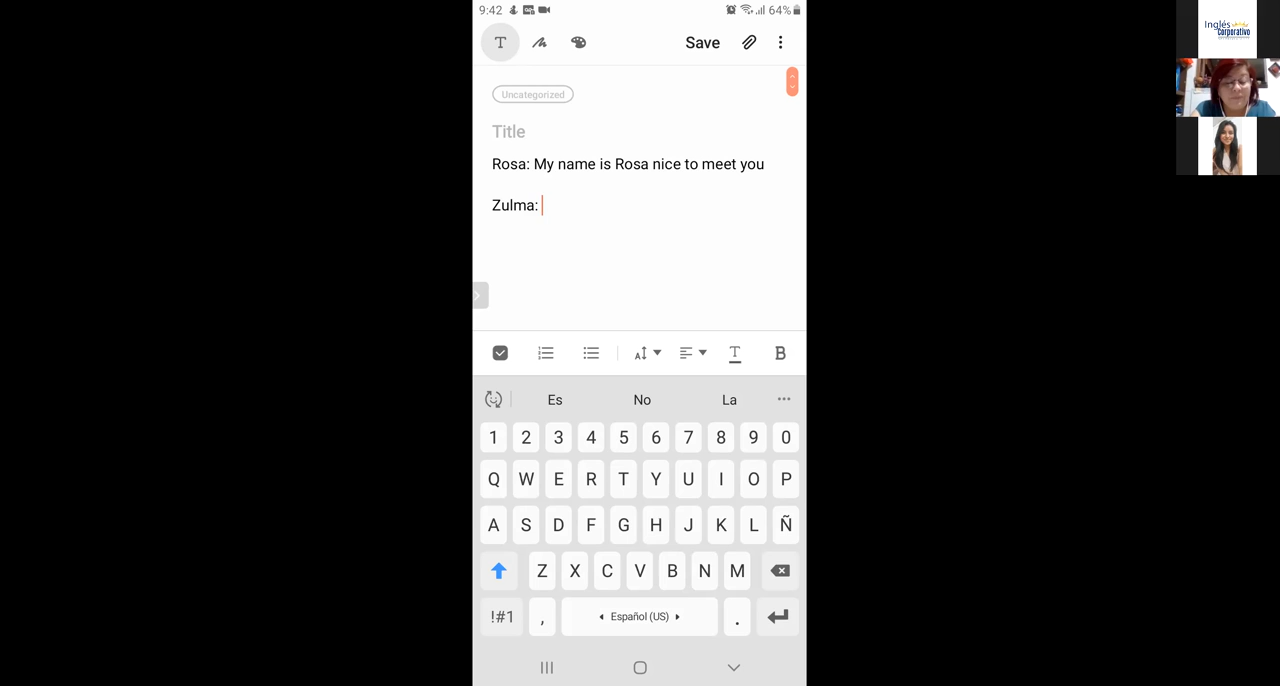 9:42
64%
Save
Uncategorized
Title
Rosa: My name is Rosa nice to meet you
Zulma:
Es No La
1 2 3 4 5 6 7 8 9 0
Q W E R T Y U I O P
A S D F G H J K L Ñ
Z X C V B N M
!#1 , Español (US) .
Inglés
Corporativo